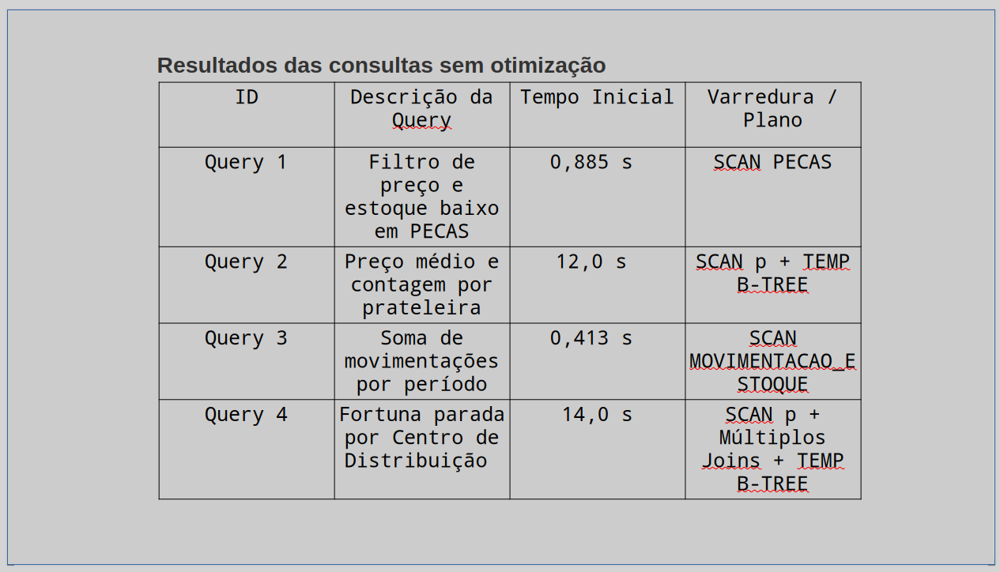 Resultados das consultas sem otimização
ID
Descrição da
Query
Tempo Inicial
Varredura /
Plano
Query 1
Filtro de
preço e
estoque baixo
em PECAS
0,885 s
SCAN PECAS
Query 2
Preço médio e
contagem por
prateleira
12,0 s
SCAN p + TEMP
B-TREE
Query 3
Soma de
movimentações
por período
0,413 s
SCAN
MOVIMENTACAO_E
STOQUE
Query 4
Fortuna parada
por Centro de
Distribuição
14,0 s
SCAN p +
Múltiplos
Joins + TEMP
B-TREE